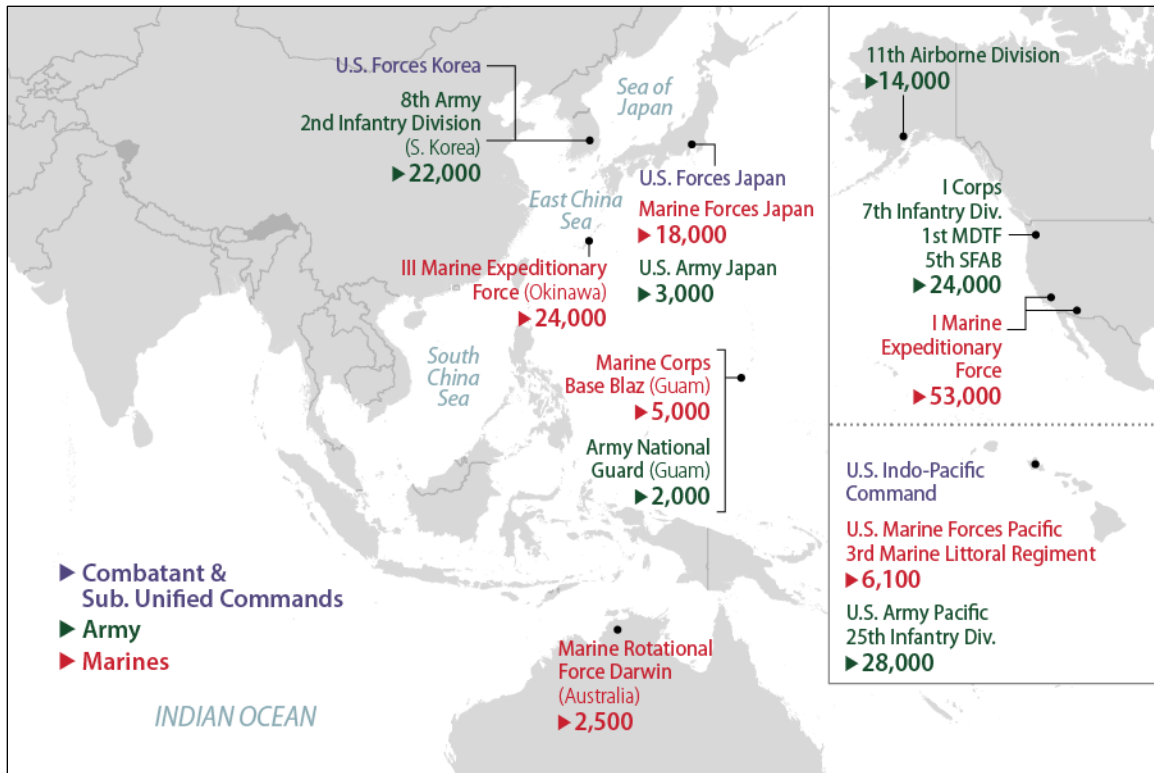 U.S. Forces Korea
8th Army
2nd Infantry Division
(S. Korea)
▶22,000
Sea of
Japan
U.S. Forces Japan
Marine Forces Japan
▶18,000
U.S. Army Japan
▶3,000
East China
Sea
III Marine Expeditionary
Force (Okinawa)
▶24,000
South
China
Sea
Marine Corps
Base Blaz (Guam)
▶5,000
Army National
Guard (Guam)
▶2,000
▶ Combatant &
Sub. Unified Commands
▶ Army
▶ Marines
INDIAN OCEAN
Marine Rotational
Force Darwin
(Australia)
▶2,500
11th Airborne Division
▶14,000
I Corps
7th Infantry Div.
1st MDTF
5th SFAB
▶24,000
I Marine
Expeditionary
Force
▶53,000
U.S. Indo-Pacific
Command
U.S. Marine Forces Pacific
3rd Marine Littoral Regiment
▶6,100
U.S. Army Pacific
25th Infantry Div.
▶28,000